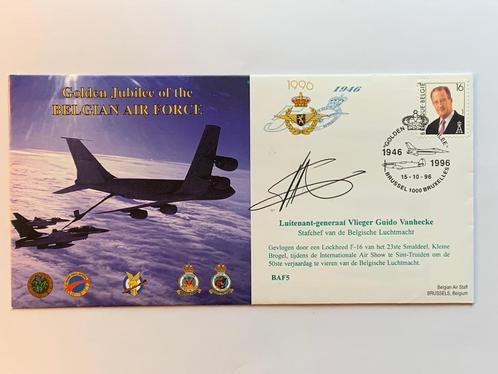 Golden Jubilee of the
BELGIAN AIR FORCE
1996
1946
16
"GOLDEN JUBILEE"
1946
1996
15 - 10 - 96
BRUSSEL 1000 BRUXELLES
Luitenant-generaal Vlieger Guido Vanhecke
Stafchef van de Belgische Luchtmacht
Gevlogen door een Lockheed F-16 van het 23ste Smaldeel, Kleine
Brogel, tijdens de Internationale Air Show te Sint-Truiden om de
50ste verjaardag te vieren van de Belgische Luchtmacht.
BAF5
Belgian Air Staff
BRUSSELS, Belgium